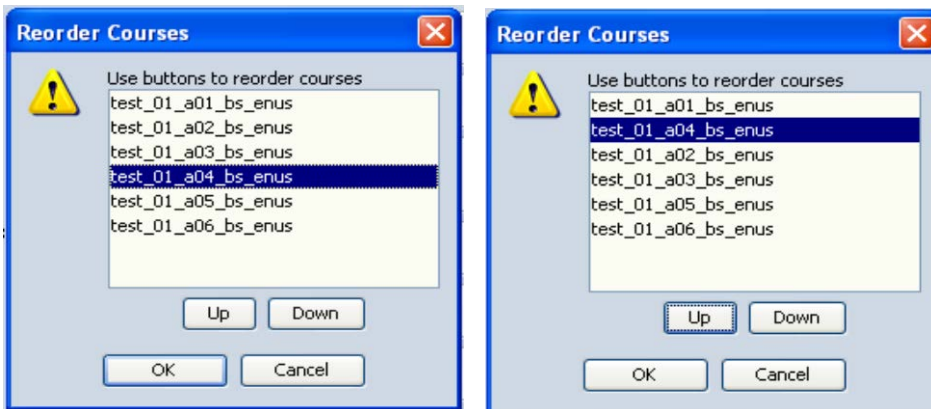 Reorder Courses
Use buttons to reorder courses
test_01_a01_bs_enus
test_01_a02_bs_enus
test_01_a03_bs_enus
test_01_a04_bs_enus
test_01_a05_bs_enus
test_01_a06_bs_enus
Up Down
OK Cancel
Reorder Courses
Use buttons to reorder courses
test_01_a01_bs_enus
test_01_a04_bs_enus
test_01_a02_bs_enus
test_01_a03_bs_enus
test_01_a05_bs_enus
test_01_a06_bs_enus
Up Down
OK Cancel